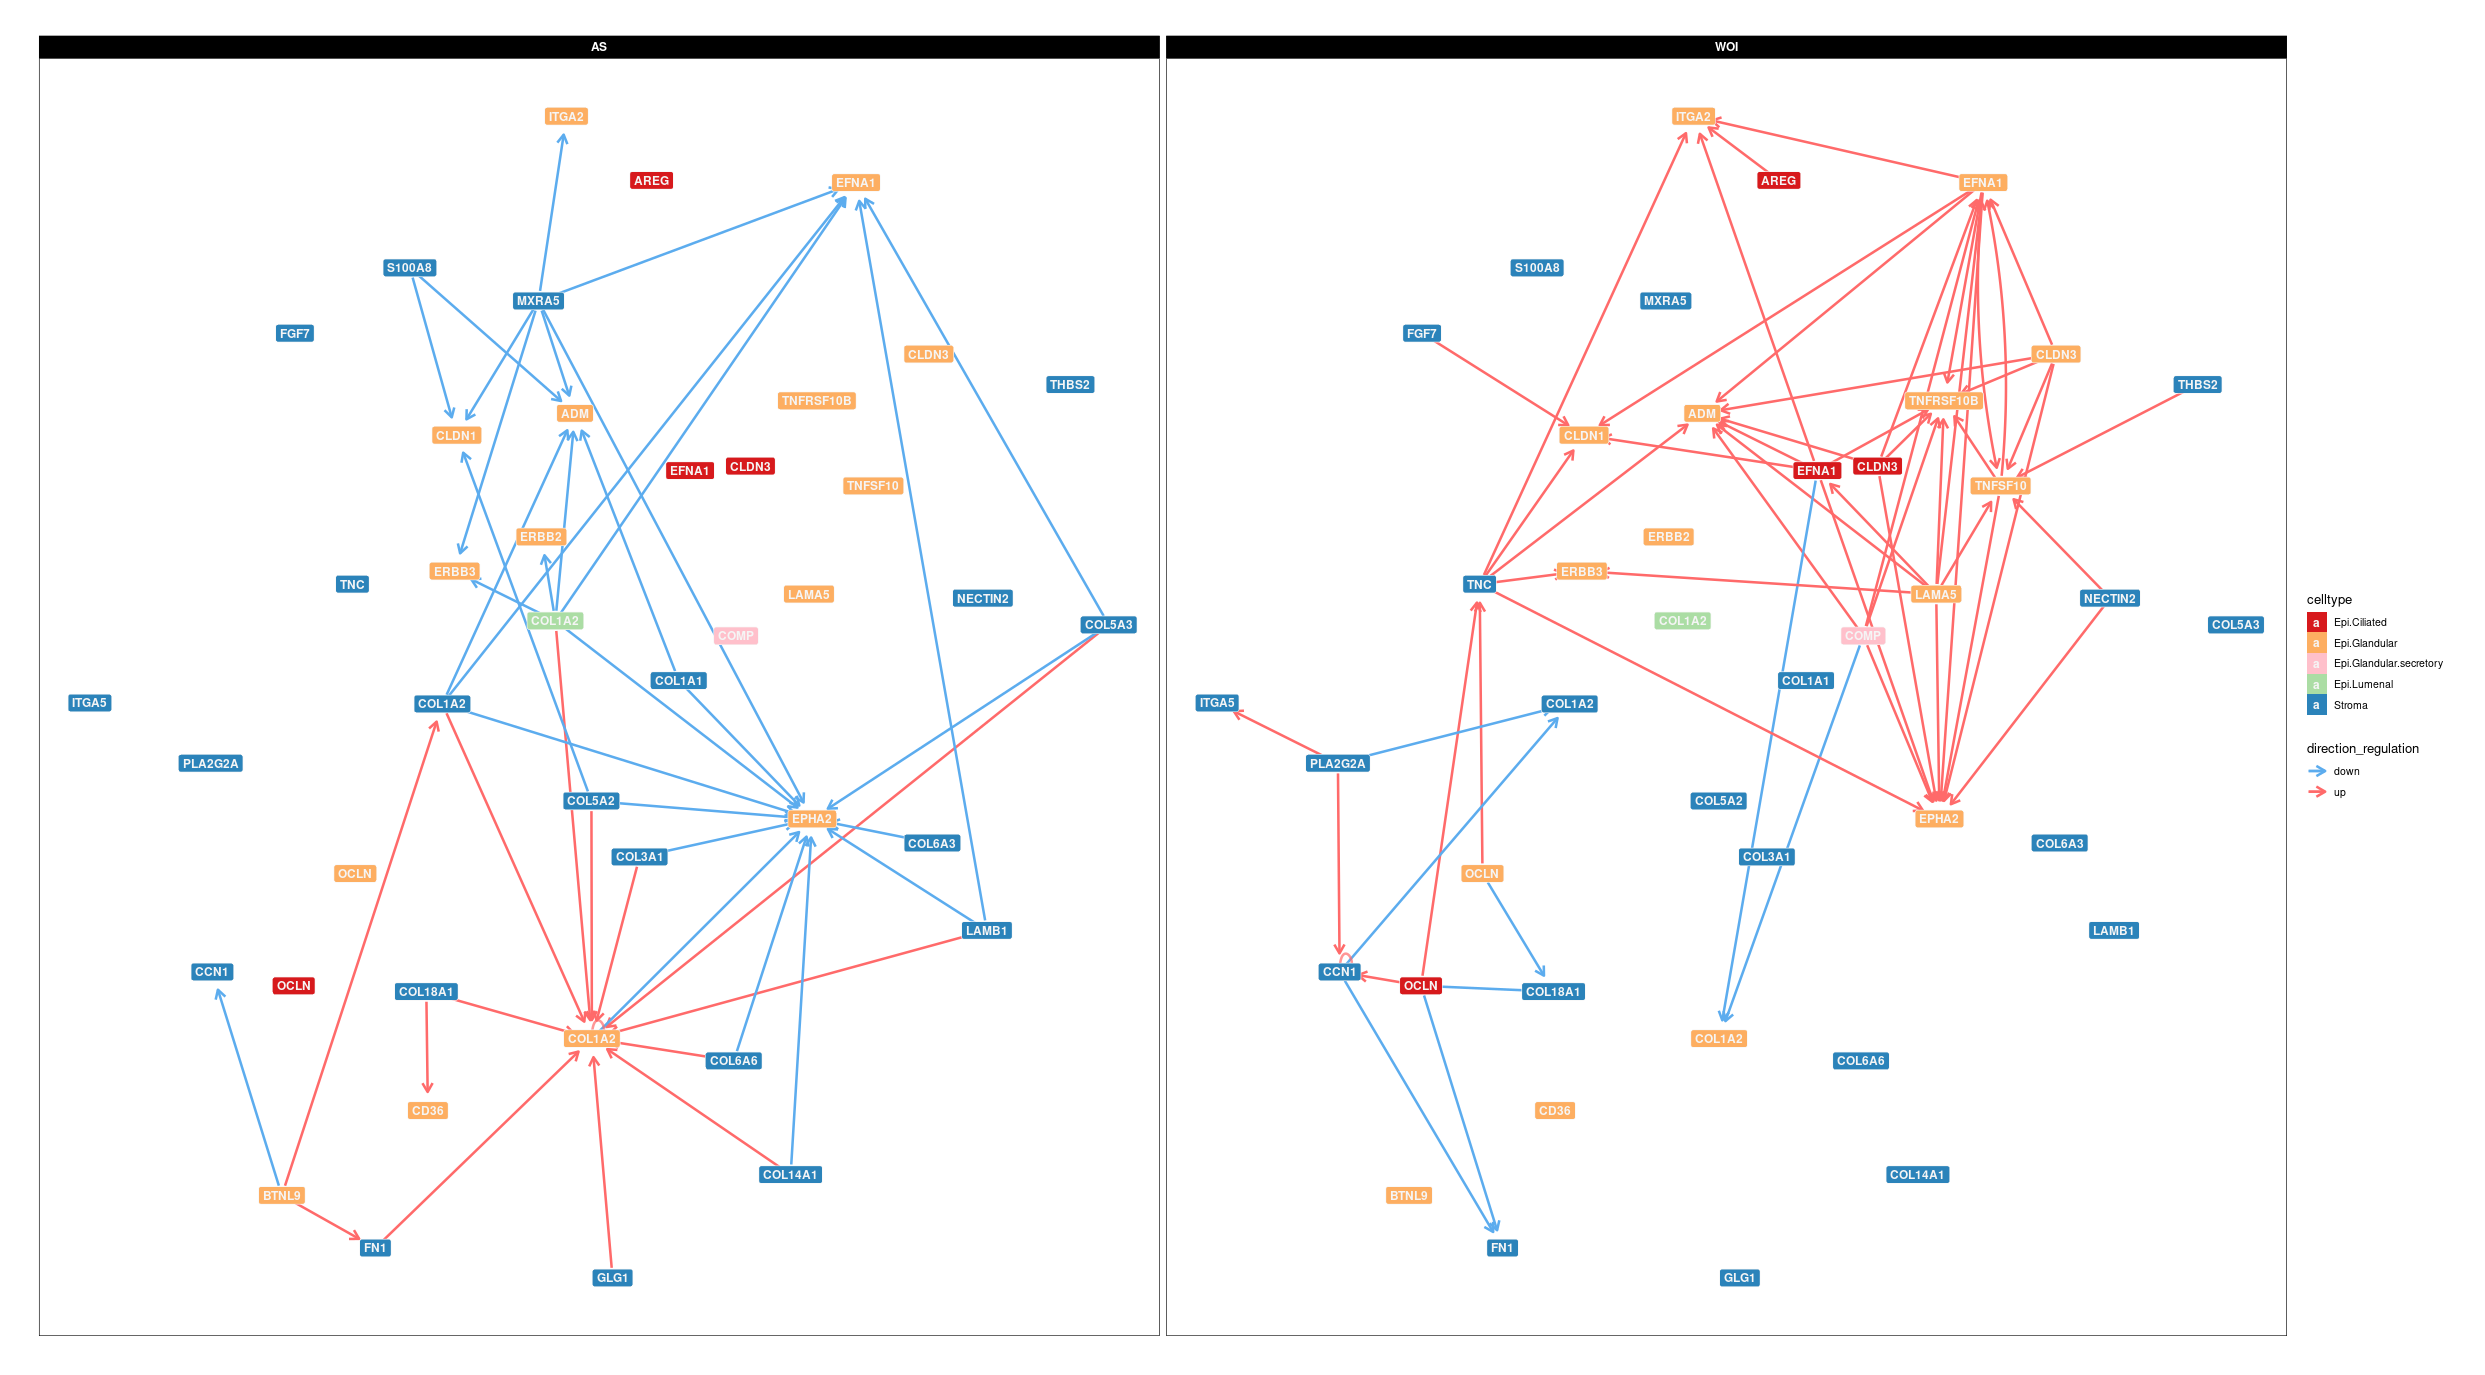 AS
ITGA2
AREG
EFNA1
S100A8
MXRA5
FGF7
CLDN3
THBS2
TNFRSF10B
ADM
CLDN1
EFNA1
CLDN3
TNFSF10
ERBB2
ERBB3
TNC
LAMA5
NECTIN2
COL1A2
COL5A3
COMP
COL1A1
ITGA5
COL1A2
PLA2G2A
COL5A2
EPHA2
COL6A3
COL3A1
OCLN
LAMB1
CCN1
OCLN
COL18A1
COL1A2
COL6A6
CD36
COL14A1
BTNL9
FN1
GLG1
WOI
ITGA2
AREG
EFNA1
S100A8
MXRA5
FGF7
CLDN3
THBS2
TNFRSF10B
ADM
CLDN1
EFNA1
CLDN3
TNFSF10
ERBB2
ERBB3
TNC
LAMA5
NECTIN2
COL1A2
COL5A3
COMP
COL1A1
ITGA5
COL1A2
PLA2G2A
COL5A2
EPHA2
COL6A3
COL3A1
OCLN
LAMB1
CCN1
OCLN
COL18A1
COL1A2
COL6A6
CD36
COL14A1
BTNL9
FN1
GLG1
celltype
a Epi.Ciliated
a Epi.Glandular
a Epi.Glandular.secretory
a Epi.Lumenal
a Stroma
direction_regulation
down
up